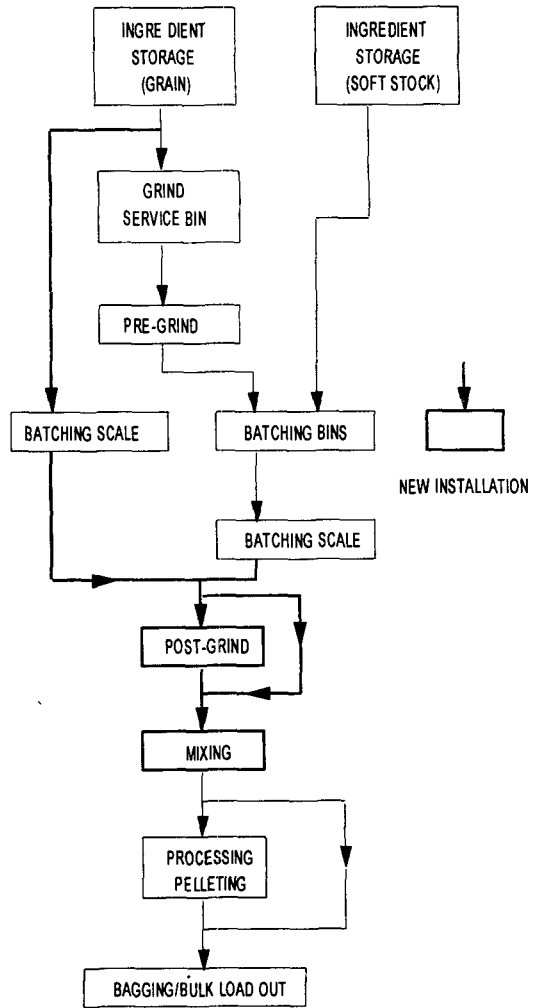 INGRE DIENT
STORAGE
(GRAIN)
INGREDIENT
STORAGE
(SOFT STOCK)
GRIND
SERVICE BIN
PRE-GRIND
BATCHING SCALE
BATCHING BINS
NEW INSTALLATION
BATCHING SCALE
POST-GRIND
MIXING
PROCESSING
PELLETING
BAGGING/BULK LOAD OUT